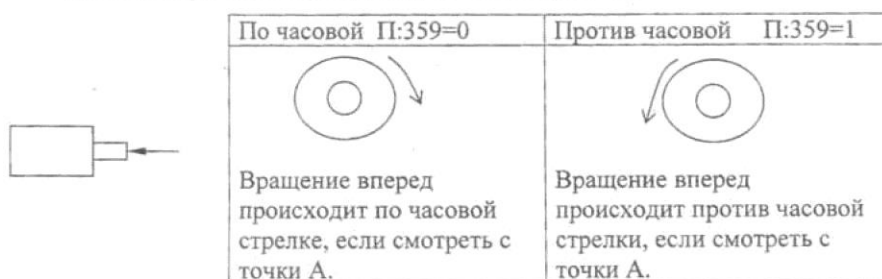 По часовой П:359=0
Против часовой П:359=1
Вращение вперед
происходит по часовой
стрелке, если смотреть с
точки А.
Вращение вперед
происходит против часовой
стрелки, если смотреть с
точки А.